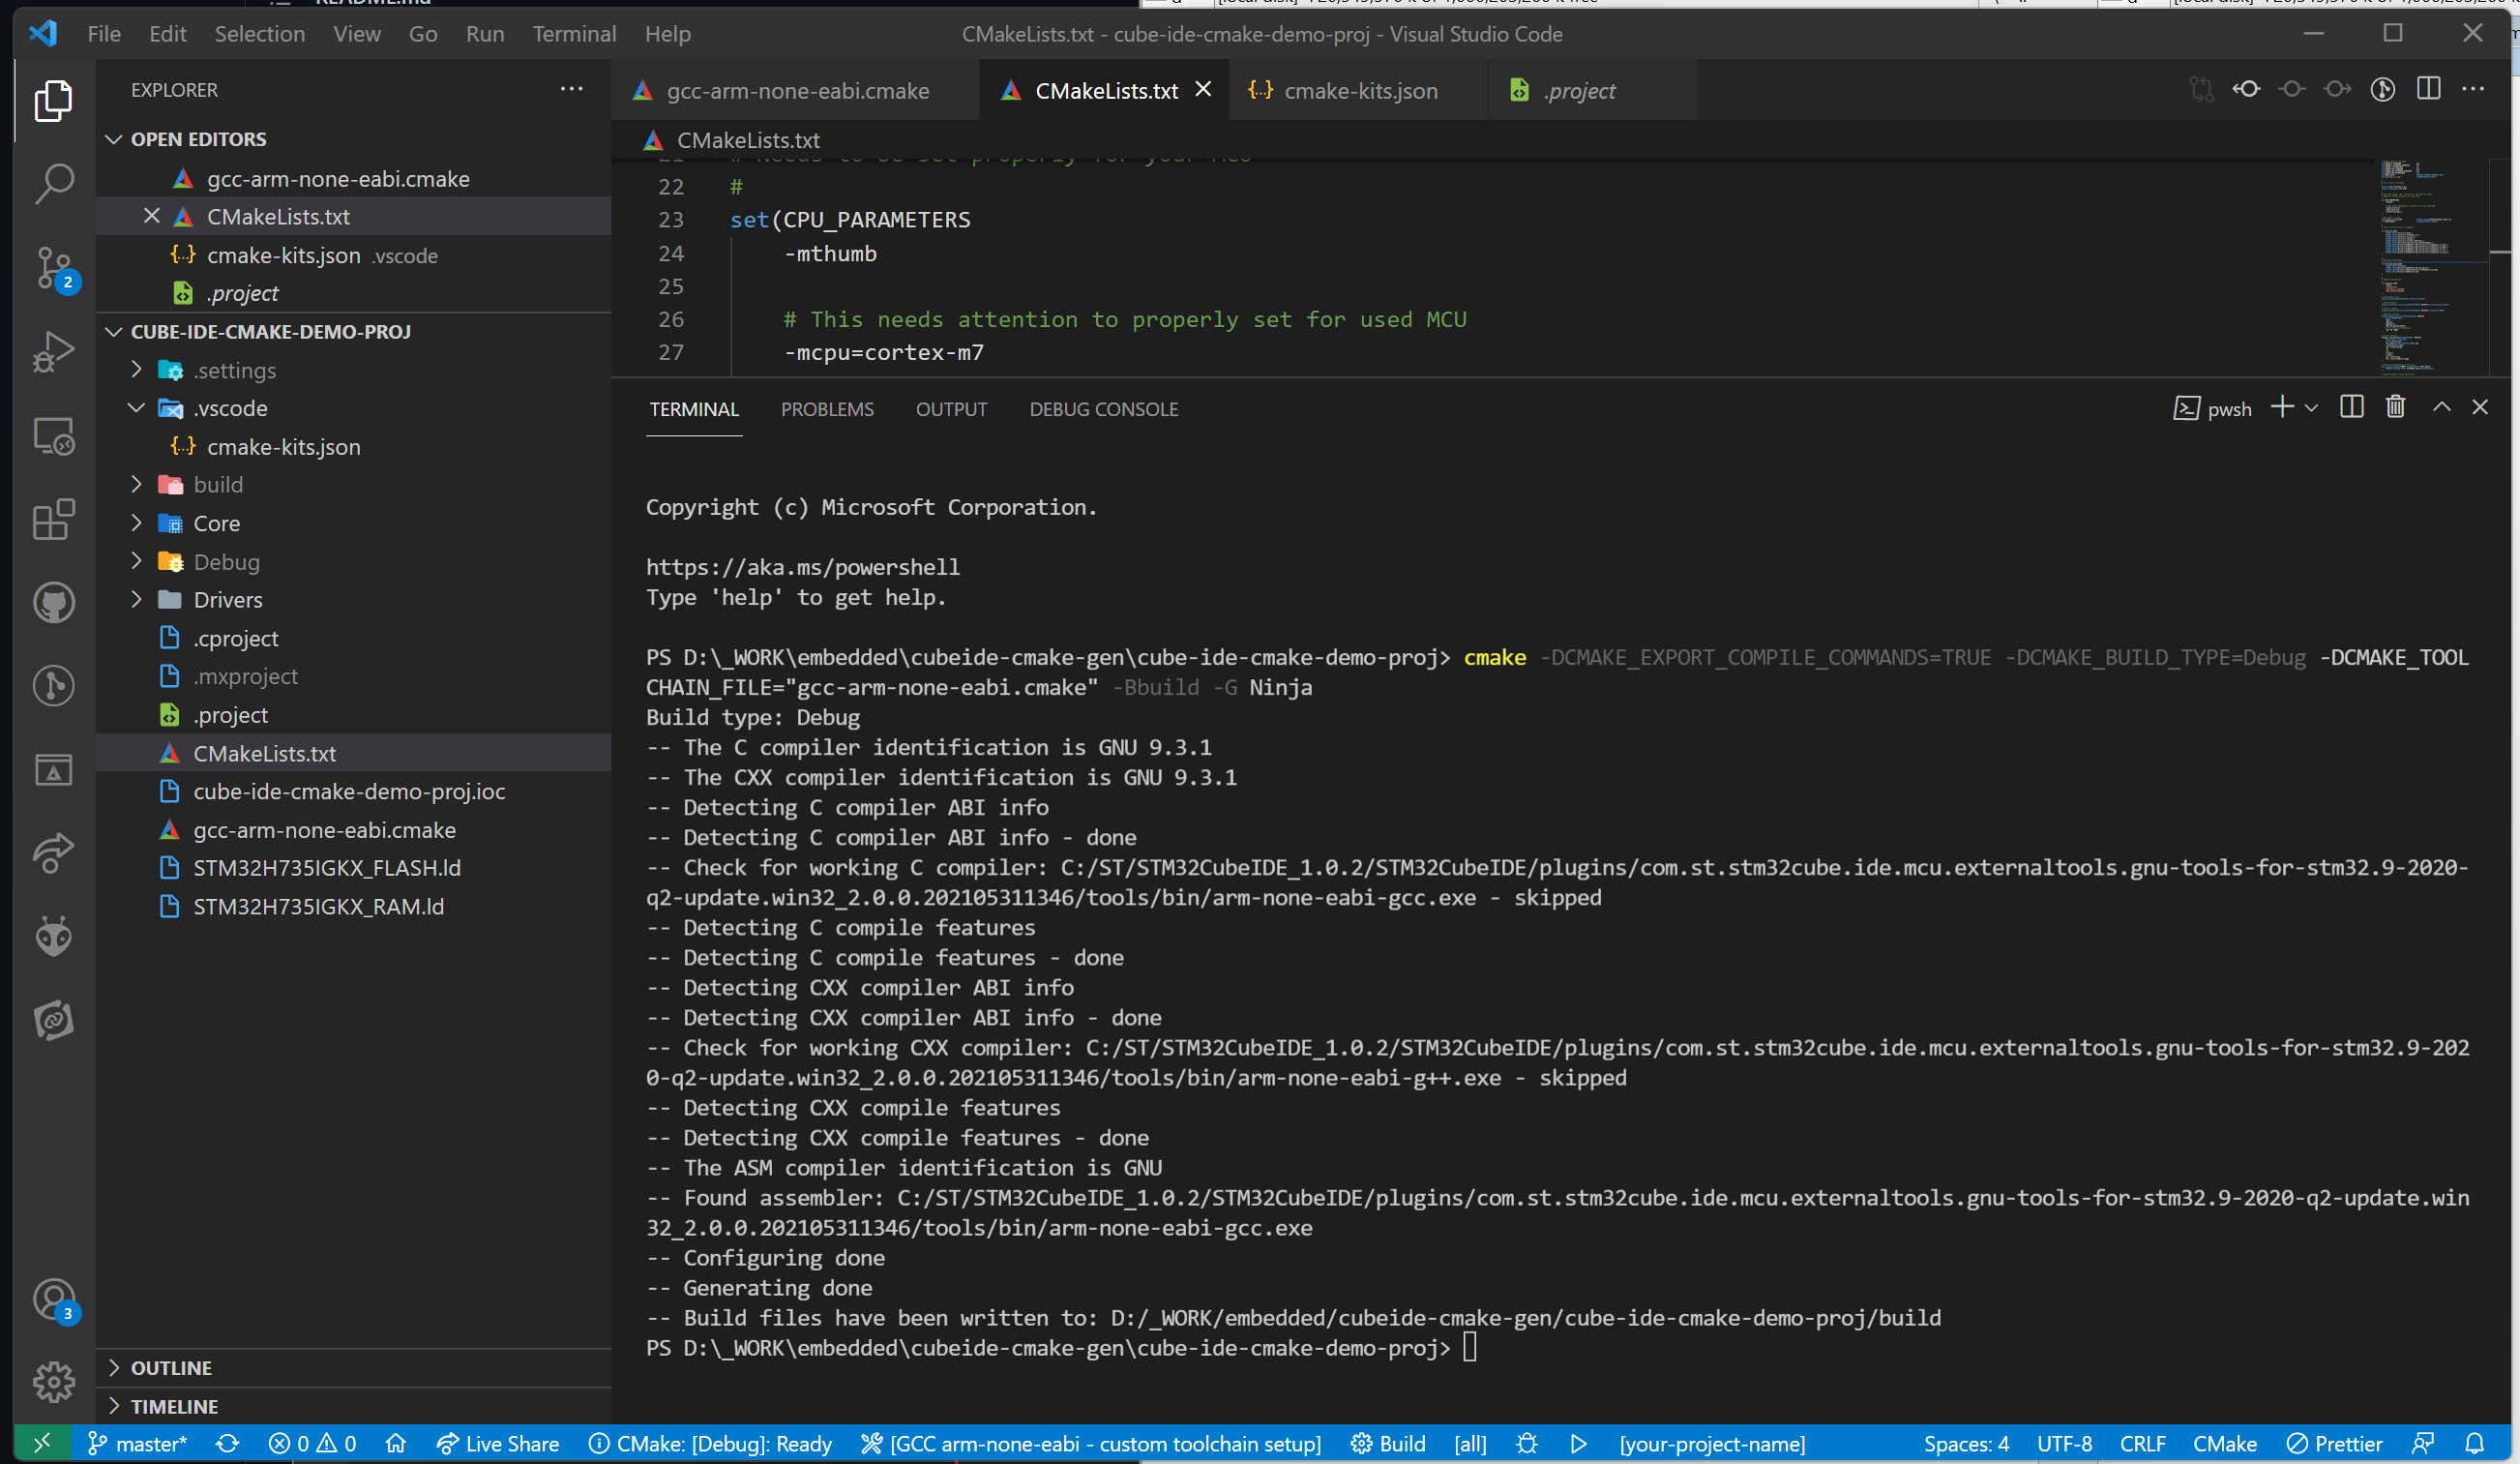 README.md
File Edit Selection View Go Run Terminal Help
CMakeLists.txt - cube-ide-cmake-demo-proj - Visual Studio Code
EXPLORER
OPEN EDITORS
gcc-arm-none-eabi.cmake
CMakeLists.txt
cmake-kits.json .vscode
.project
CUBE-IDE-CMAKE-DEMO-PROJ
.settings
.vscode
cmake-kits.json
build
Core
Debug
Drivers
.cproject
.mxproject
.project
CMakeLists.txt
cube-ide-cmake-demo-proj.ioc
gcc-arm-none-eabi.cmake
STM32H735IGKX_FLASH.ld
STM32H735IGKX_RAM.ld
OUTLINE
TIMELINE
2
3
gcc-arm-none-eabi.cmake CMakeLists.txt cmake-kits.json .project
CMakeLists.txt
21 # Needs to be set properly for your MCU
22 #
23 set(CPU_PARAMETERS
24 -mthumb
25
26 # This needs attention to properly set for used MCU
27 -mcpu=cortex-m7
TERMINAL PROBLEMS OUTPUT DEBUG CONSOLE
pwsh
Copyright (c) Microsoft Corporation.
https://aka.ms/powershell
Type 'help' to get help.
PS D:\_WORK\embedded\cubeide-cmake-gen\cube-ide-cmake-demo-proj> cmake -DCMAKE_EXPORT_COMPILE_COMMANDS=TRUE -DCMAKE_BUILD_TYPE=Debug -DCMAKE_TOOL
CHAIN_FILE="gcc-arm-none-eabi.cmake" -Bbuild -G Ninja
Build type: Debug
-- The C compiler identification is GNU 9.3.1
-- The CXX compiler identification is GNU 9.3.1
-- Detecting C compiler ABI info
-- Detecting C compiler ABI info - done
-- Check for working C compiler: C:/ST/STM32CubeIDE_1.0.2/STM32CubeIDE/plugins/com.st.stm32cube.ide.mcu.externaltools.gnu-tools-for-stm32.9-2020-
q2-update.win32_2.0.0.202105311346/tools/bin/arm-none-eabi-gcc.exe - skipped
-- Detecting C compile features
-- Detecting C compile features - done
-- Detecting CXX compiler ABI info
-- Detecting CXX compiler ABI info - done
-- Check for working CXX compiler: C:/ST/STM32CubeIDE_1.0.2/STM32CubeIDE/plugins/com.st.stm32cube.ide.mcu.externaltools.gnu-tools-for-stm32.9-202
0-q2-update.win32_2.0.0.202105311346/tools/bin/arm-none-eabi-g++.exe - skipped
-- Detecting CXX compile features
-- Detecting CXX compile features - done
-- The ASM compiler identification is GNU
-- Found assembler: C:/ST/STM32CubeIDE_1.0.2/STM32CubeIDE/plugins/com.st.stm32cube.ide.mcu.externaltools.gnu-tools-for-stm32.9-2020-q2-update.win
32_2.0.0.202105311346/tools/bin/arm-none-eabi-gcc.exe
-- Configuring done
-- Generating done
-- Build files have been written to: D:/_WORK/embedded/cubeide-cmake-gen/cube-ide-cmake-demo-proj/build
PS D:\_WORK\embedded\cubeide-cmake-gen\cube-ide-cmake-demo-proj>
master* 0 0 Live Share CMake: [Debug]: Ready [GCC arm-none-eabi - custom toolchain setup] Build [all] [your-project-name] Spaces: 4 UTF-8 CRLF CMake Prettier